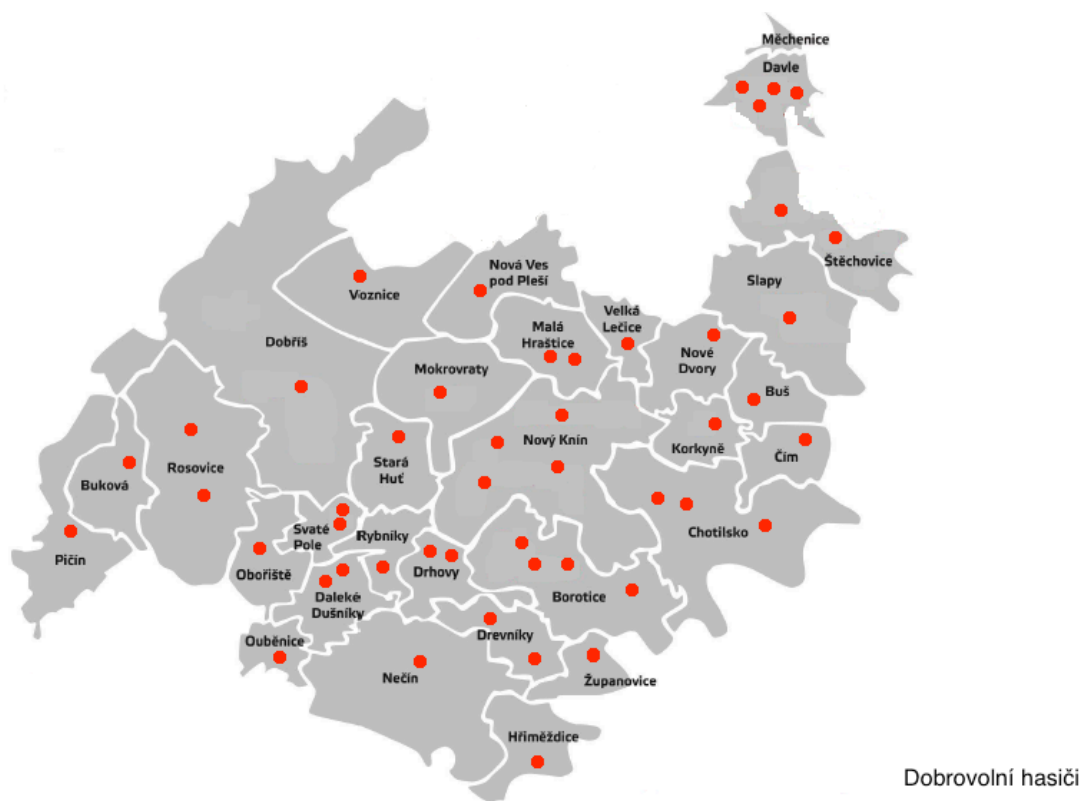 Měchenice
Davle
Štěchovice
Slapy
Nová Ves
pod Pleší
Voznice
Velká
Lečice
Malá
Hraštice
Dobříš
Nové
Dvory
Mokrovraty
Buš
Nový Knín
Korkyně
Čím
Stará
Huť
Rosovice
Buková
Chotilsko
Svaté
Pole
Rybníky
Pičín
Obořiště
Drhovy
Daleké
Dušníky
Borotice
Drevníky
Ouběnice
Nečín
Županovice
Hřiměždice
Dobrovolní hasiči